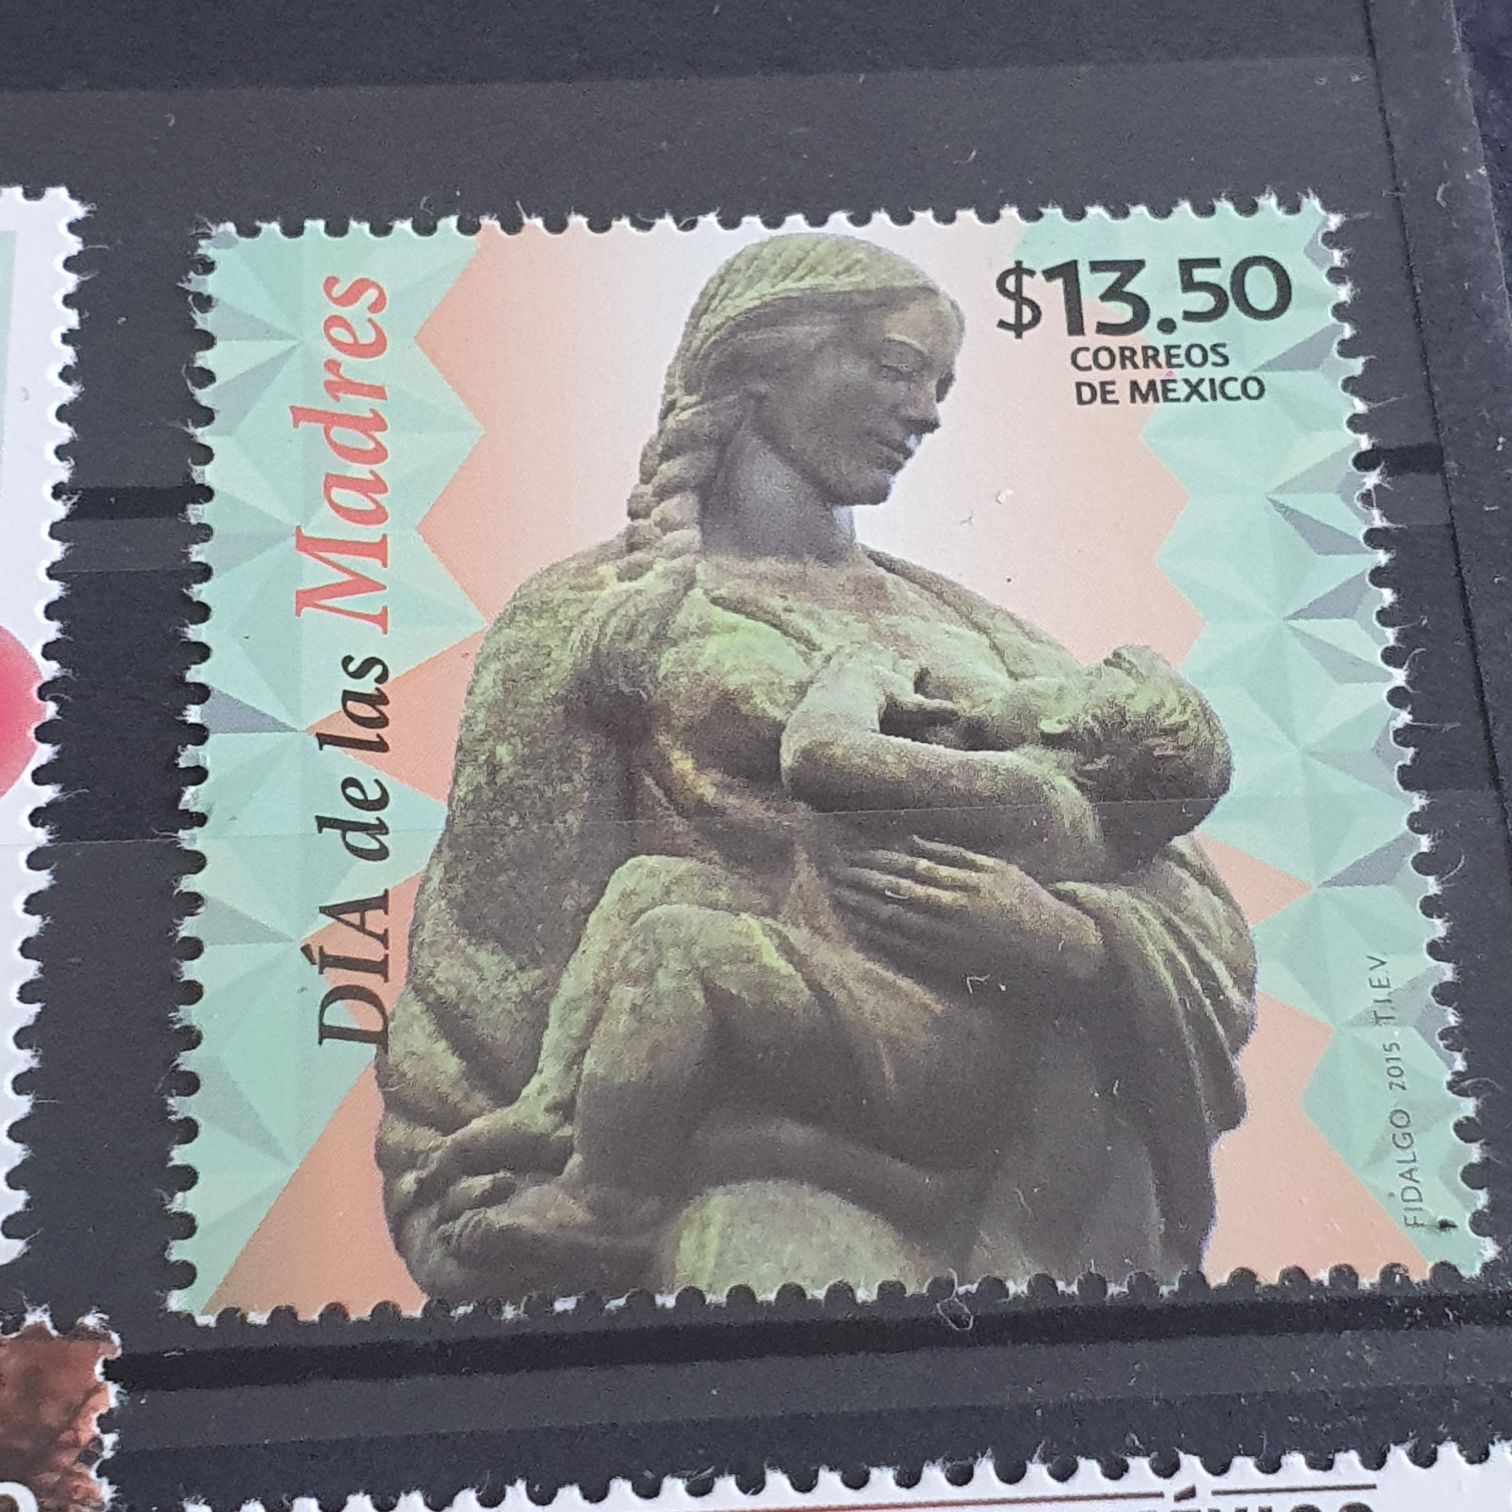 DÍA de las Madres
$13.50
CORREOS
DE MÉXICO
FIDALGO 2015 T.I.E.V.